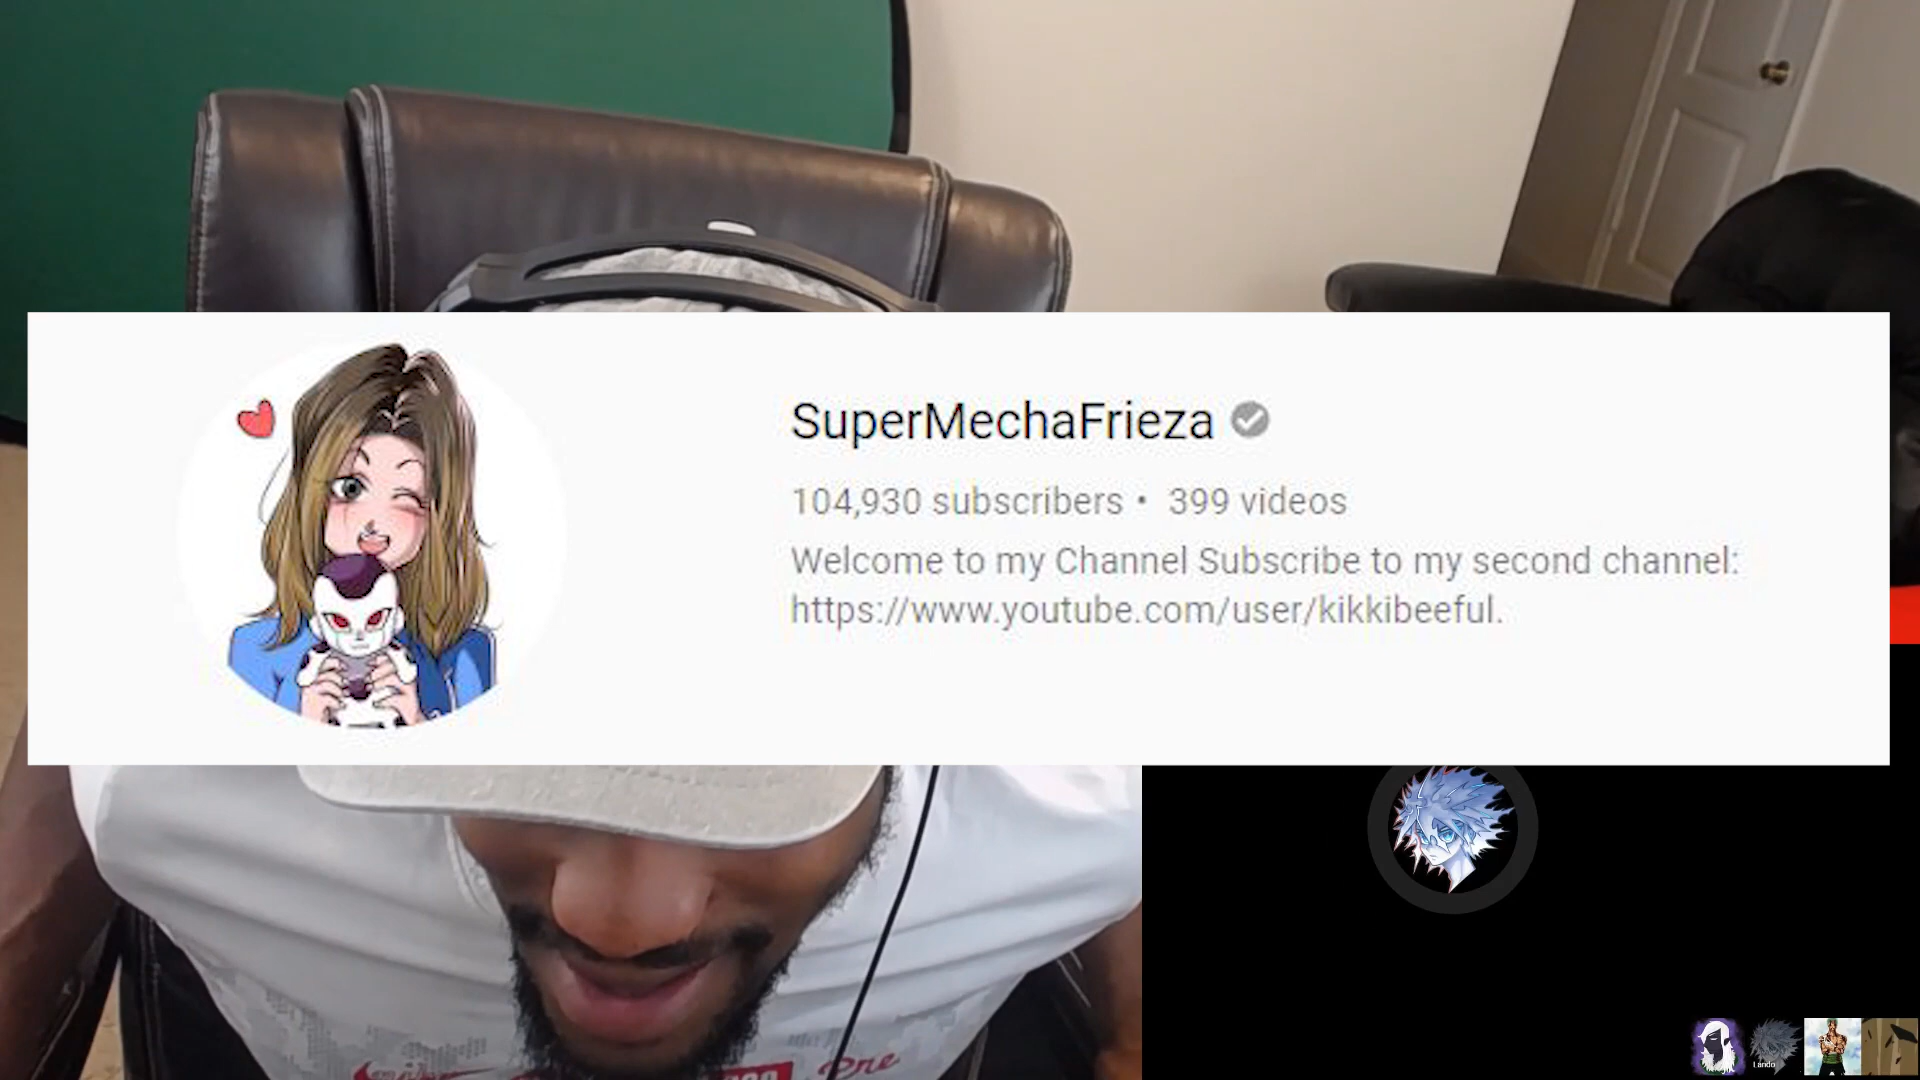 SuperMechaFrieza
104,930 subscribers • 399 videos
Welcome to my Channel Subscribe to my second channel:
https://www.youtube.com/user/kikkibeeful.
Lando